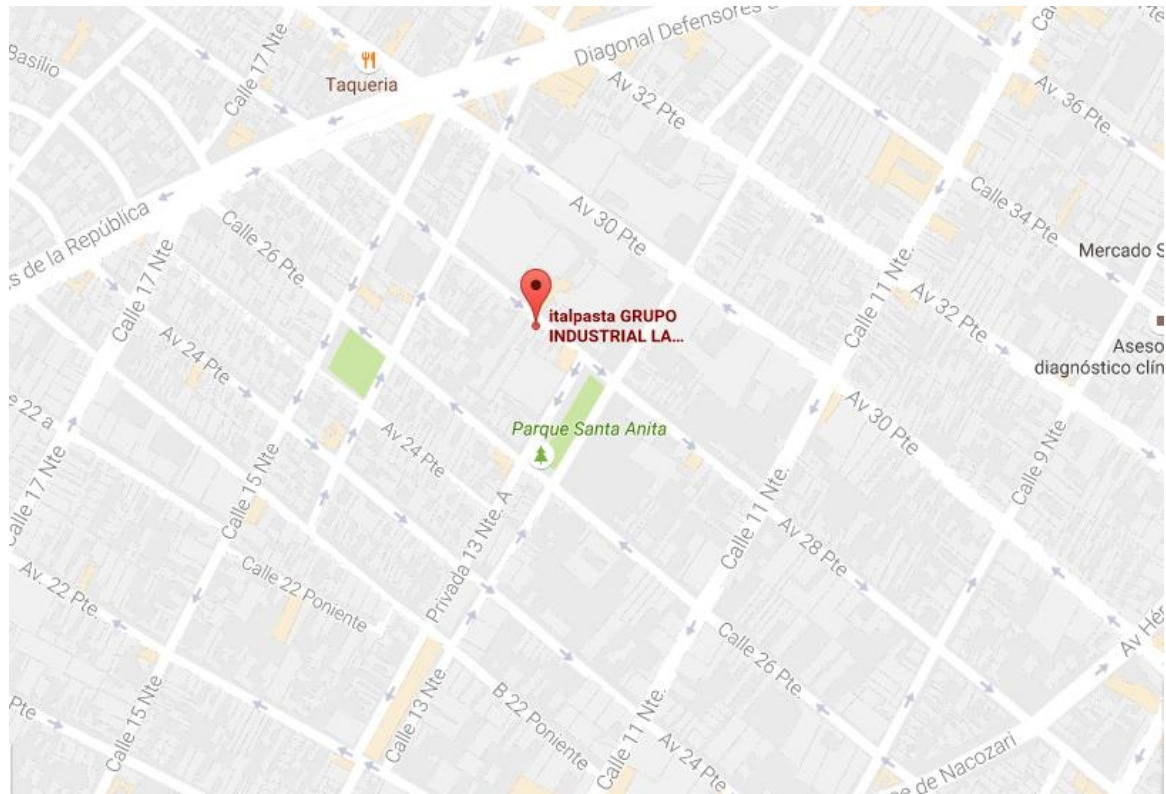 Diagonal Defensores
Basilio
Calle 17 Nte
Taqueria
Av 32 Pte
Av. 36 Pte.
Calle 34 Pte
s de la República
Calle 26 Pte.
Av 30 Pte
Mercado S
Calle 17 Nte
Calle 11 Nte.
Av 32 Pte
italpasta GRUPO
INDUSTRIAL LA...
Aseso
diagnóstico clín
Av 24 Pte
e 22 a
Parque Santa Anita
Av 24 Pte
Av 30 Pte
Calle 17 Nte
Calle 15 Nte
Calle 9 Nte
Privada 13 Nte. A
Calle 11 Nte.
Av 28 Pte
Calle 22 Poniente
Av. 22 Pte.
Calle 26 Pte.
Av Hé
Calle 15 Nte
Pte
Calle 13 Nte
B 22 Poniente
Calle 11 Nte.
Av 24 Pte
e de Nacozari